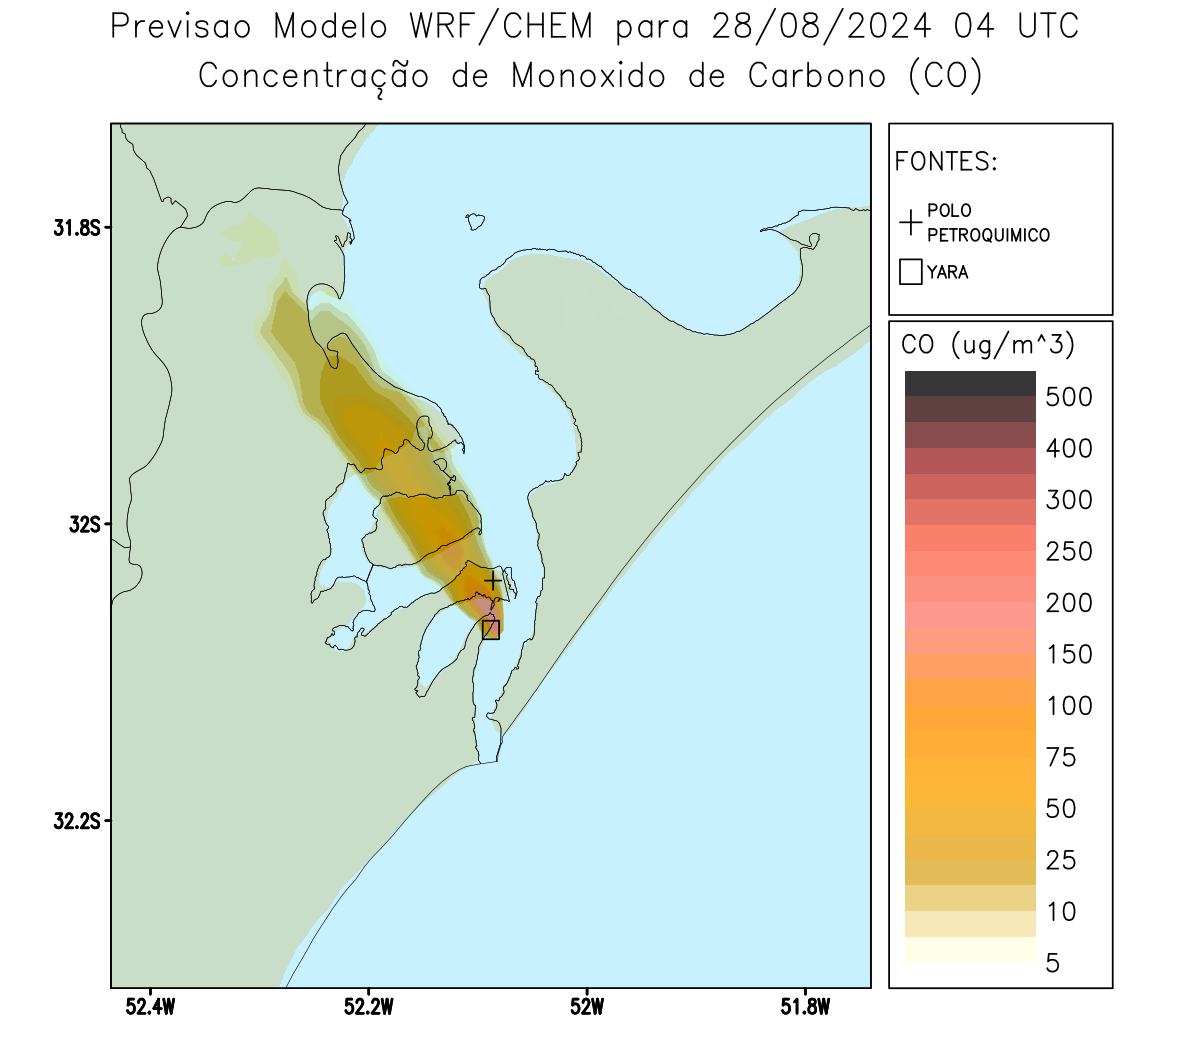 Previsao Modelo WRF/CHEM para 28/08/2024 04 UTC
Concentração de Monoxido de Carbono (CO)
FONTES:
POLO
PETROQUIMICO
YARA
CO (ug/m^3)
500
400
300
250
200
150
100
75
50
25
10
5
31.8S
32S
32.2S
52.4W
52.2W
52W
51.8W